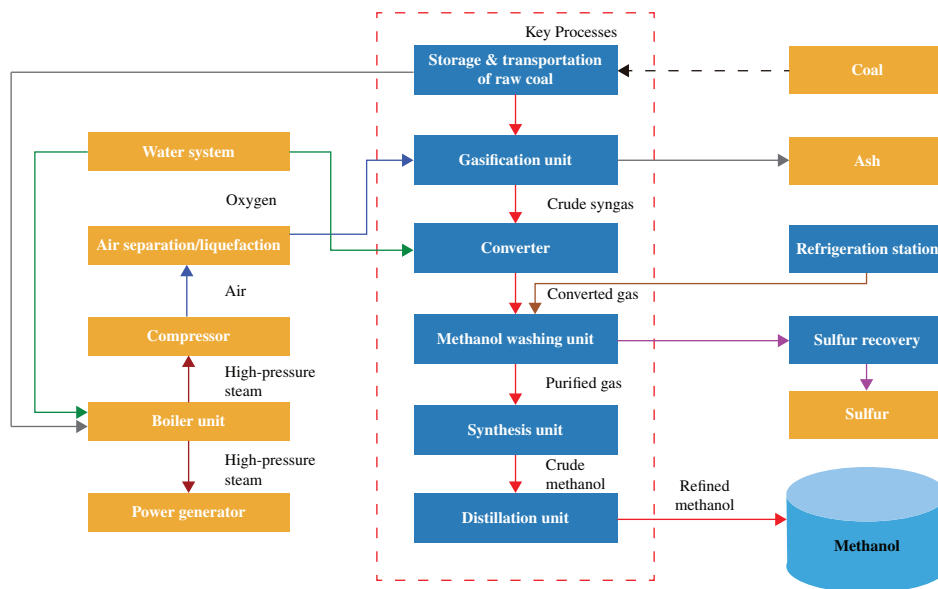 Key Processes
Storage & transportation
of raw coal
Coal
Water system
Gasification unit
Ash
Oxygen
Crude syngas
Air separation/liquefaction
Converter
Refrigeration station
Air
Converted gas
Compressor
Methanol washing unit
Sulfur recovery
High-pressure
steam
Purified gas
Boiler unit
Synthesis unit
Sulfur
High-pressure
steam
Crude
methanol
Refined
methanol
Power generator
Distillation unit
Methanol